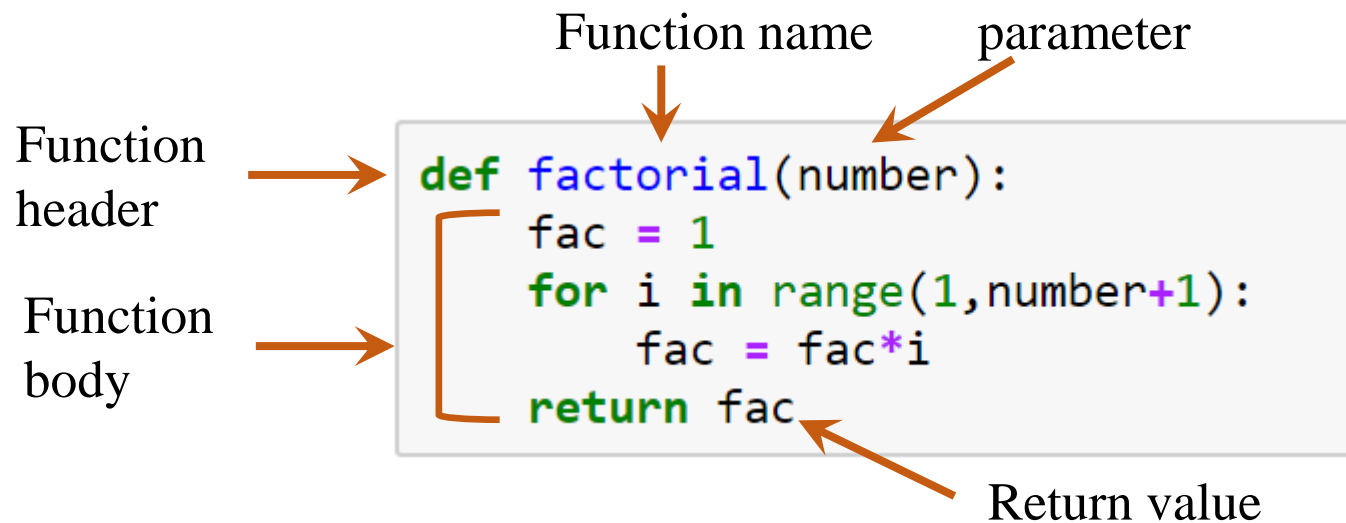 Function name
parameter
Function
header
def factorial(number):
fac = 1
for i in range(1,number+1):
fac = fac*i
return fac
Function
body
Return value